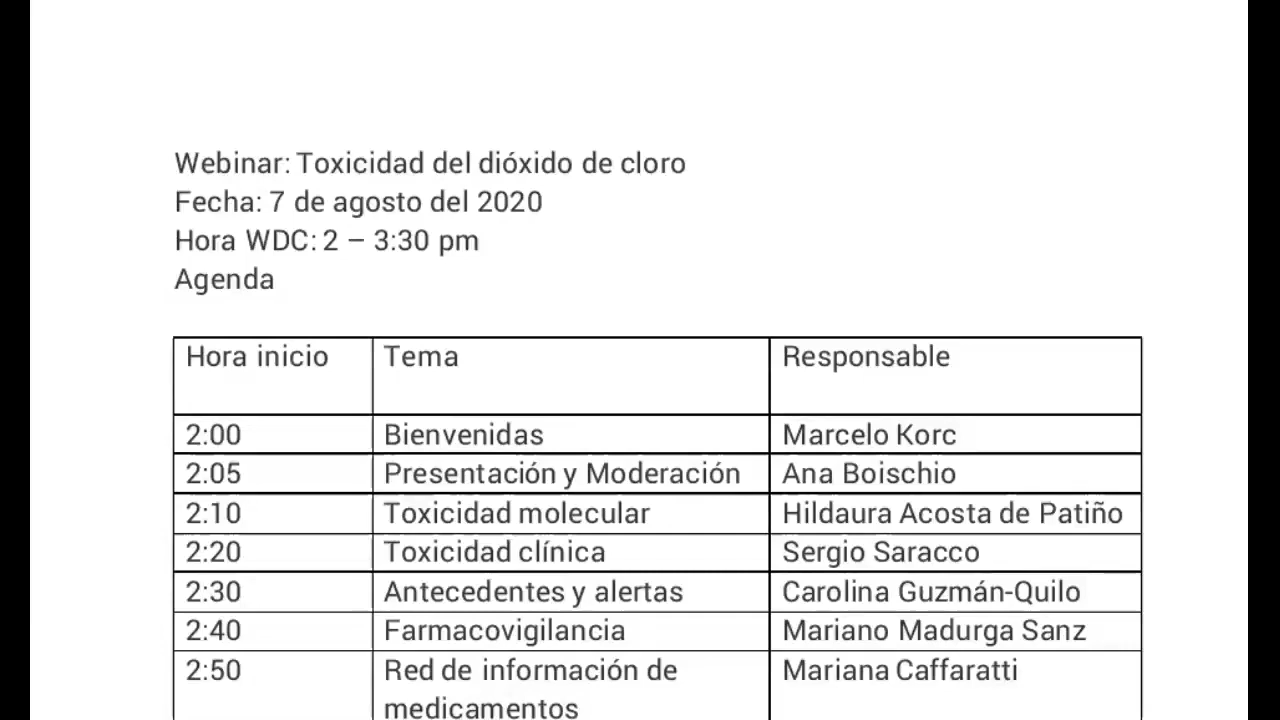 Webinar: Toxicidad del dióxido de cloro
Fecha: 7 de agosto del 2020
Hora WDC: 2 – 3:30 pm
Agenda
Hora inicio Tema Responsable
2:00 Bienvenidas Marcelo Korc
2:05 Presentación y Moderación Ana Boischio
2:10 Toxicidad molecular Hildaura Acosta de Patiño
2:20 Toxicidad clínica Sergio Saracco
2:30 Antecedentes y alertas Carolina Guzmán-Quilo
2:40 Farmacovigilancia Mariano Madurga Sanz
2:50 Red de información de Mariana Caffaratti
medicamentos